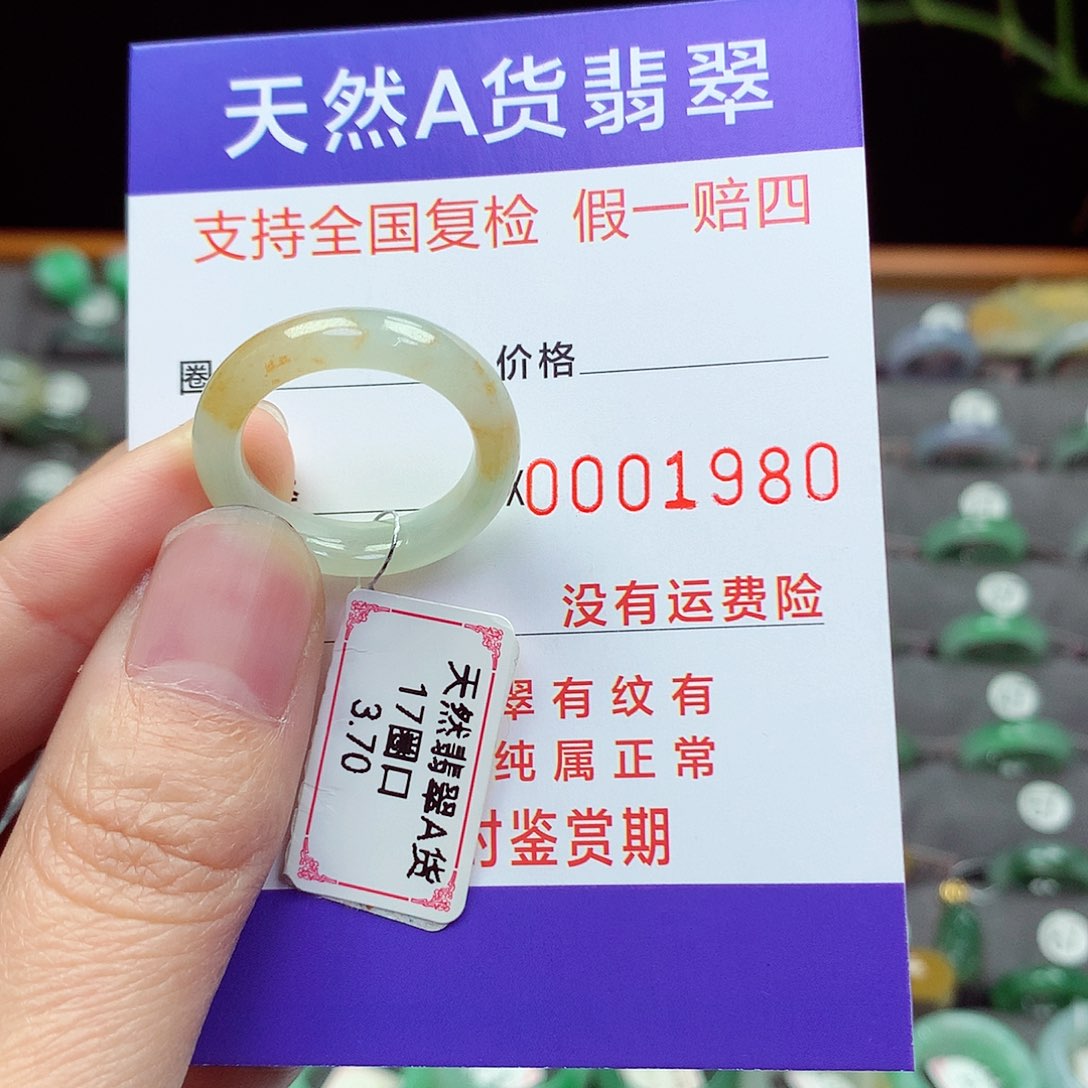 天然A货翡翠
支持全国复检 假一赔四
圈 价格
0001980
没有运费险
翠有纹有
纯属正常
时鉴赏期
天然翡翠A货
17圈口
3.70